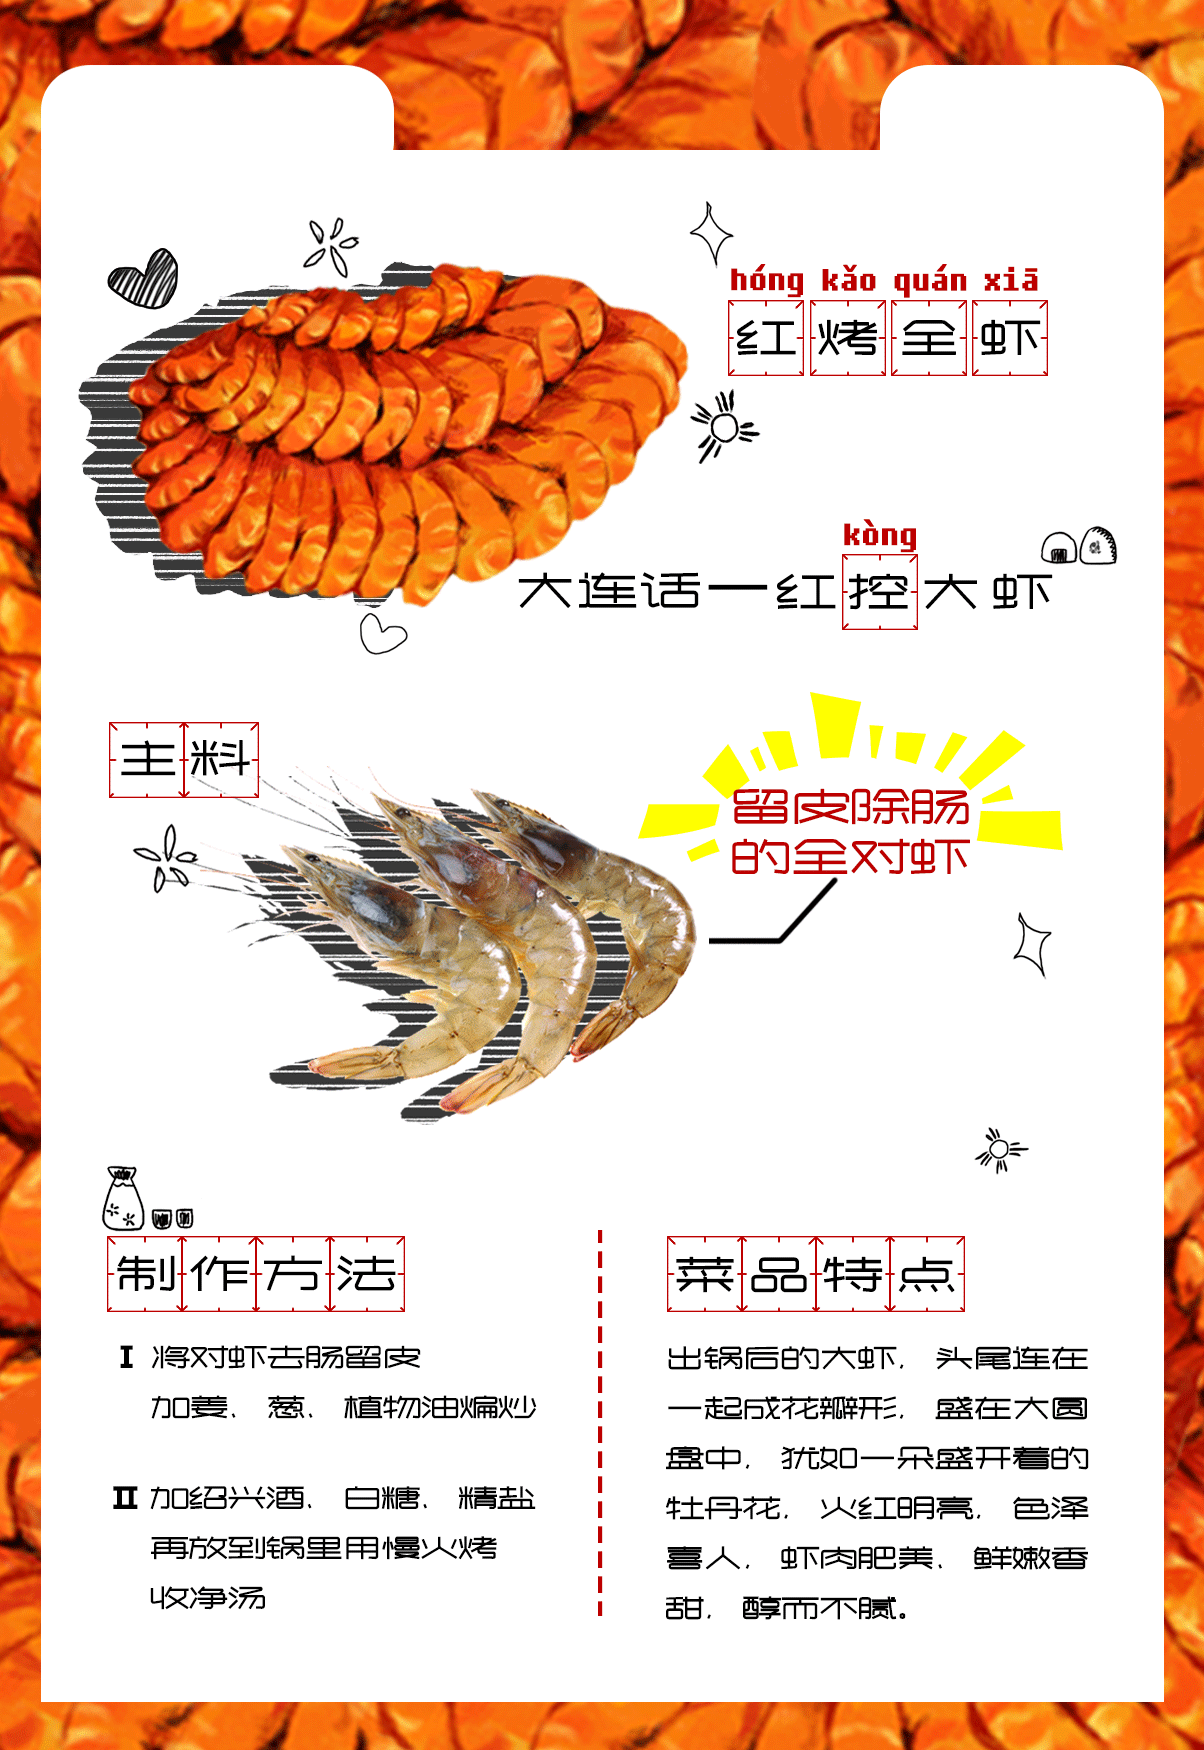 hóng kǎo quán xiā
红烤全虾
kòng
大连话一红控大虾
主料
留皮除肠
的全对虾
制作方法
I 将对虾去肠留皮
加姜、葱、植物油煸炒
II 加绍兴酒、白糖、精盐
再放到锅里用慢火烤
收净汤
菜品特点
出锅后的大虾，头尾连在
一起成花瓣形，盛在大圆
盘中，犹如一朵盛开着的
牡丹花，火红明亮，色泽
喜人，虾肉肥美、鲜嫩香
甜，醇而不腻。